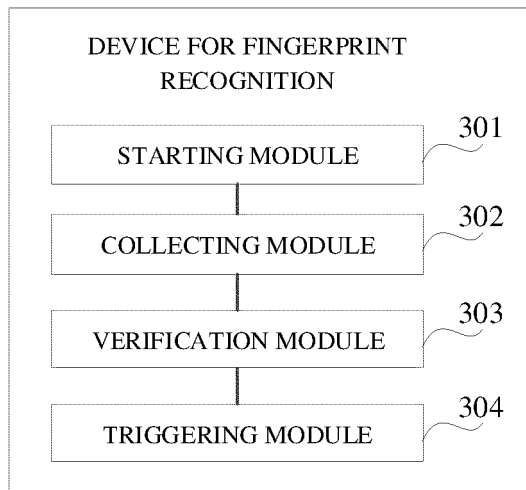 DEVICE FOR FINGERPRINT
RECOGNITION
301
STARTING MODULE
302
COLLECTING MODULE
303
VERIFICATION MODULE
304
TRIGGERING MODULE